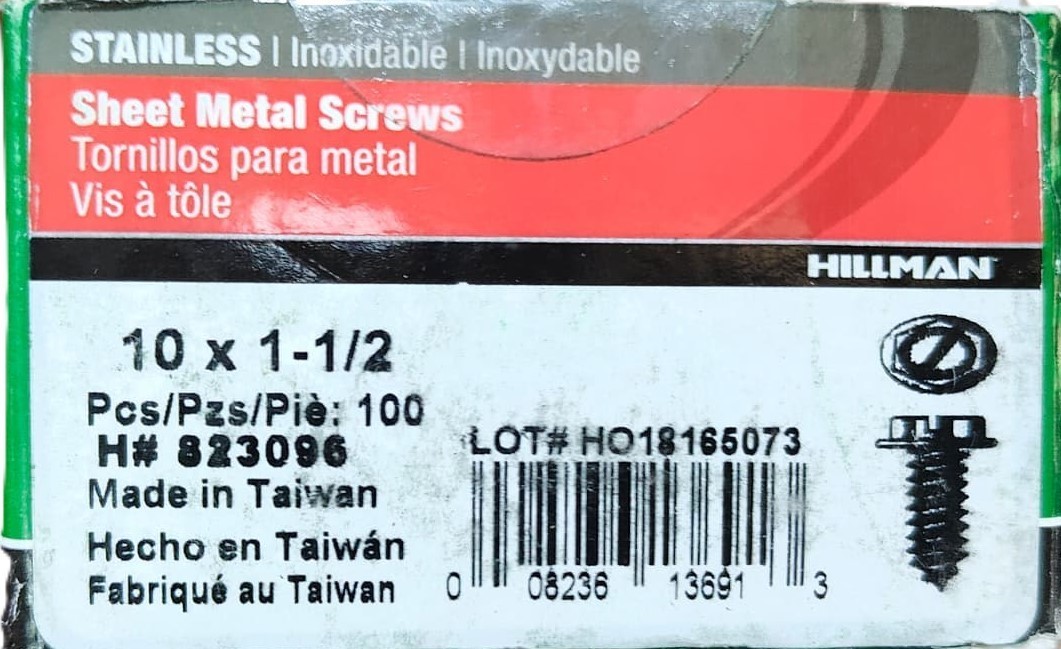 STAINLESS | Inoxidable | Inoxydable
Sheet Metal Screws
Tornillos para metal
Vis à tôle
HILLMAN
10 x 1-1/2
Pcs/Pzs/Piè: 100
H# 823096
LOT# HO18165073
Made in Taiwan
Hecho en Taiwán
Fabriqué au Taiwan
0 08236 13691 3